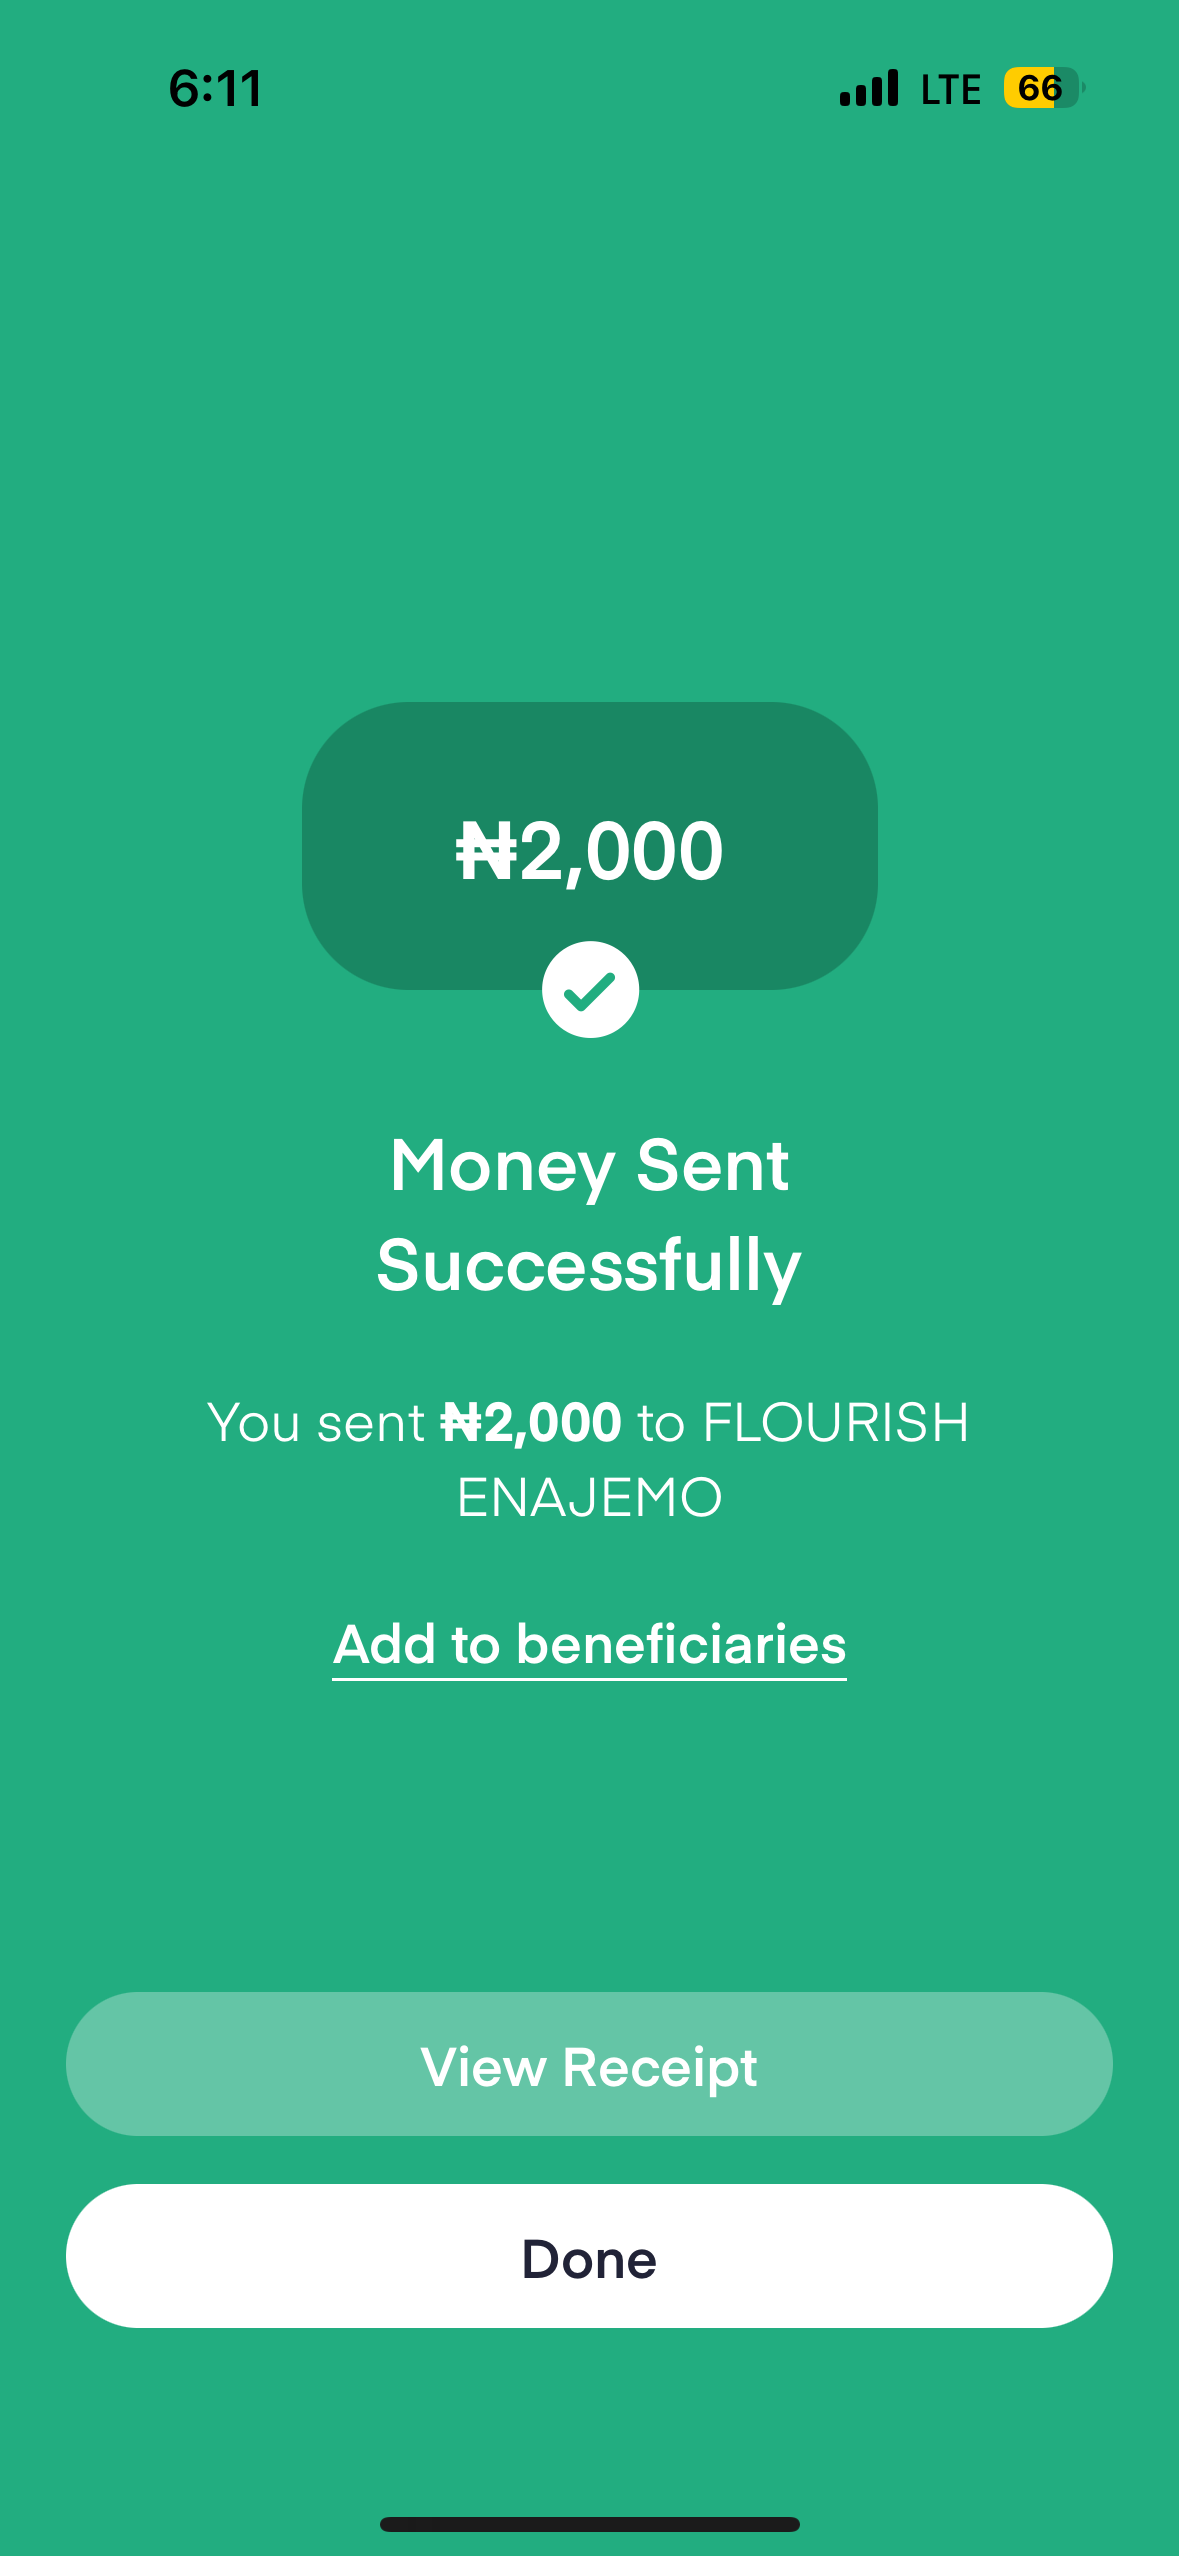 6:11 LTE 66
₦2,000
Money Sent
Successfully
You sent ₦2,000 to FLOURISH
ENAJEMO
Add to beneficiaries
View Receipt
Done